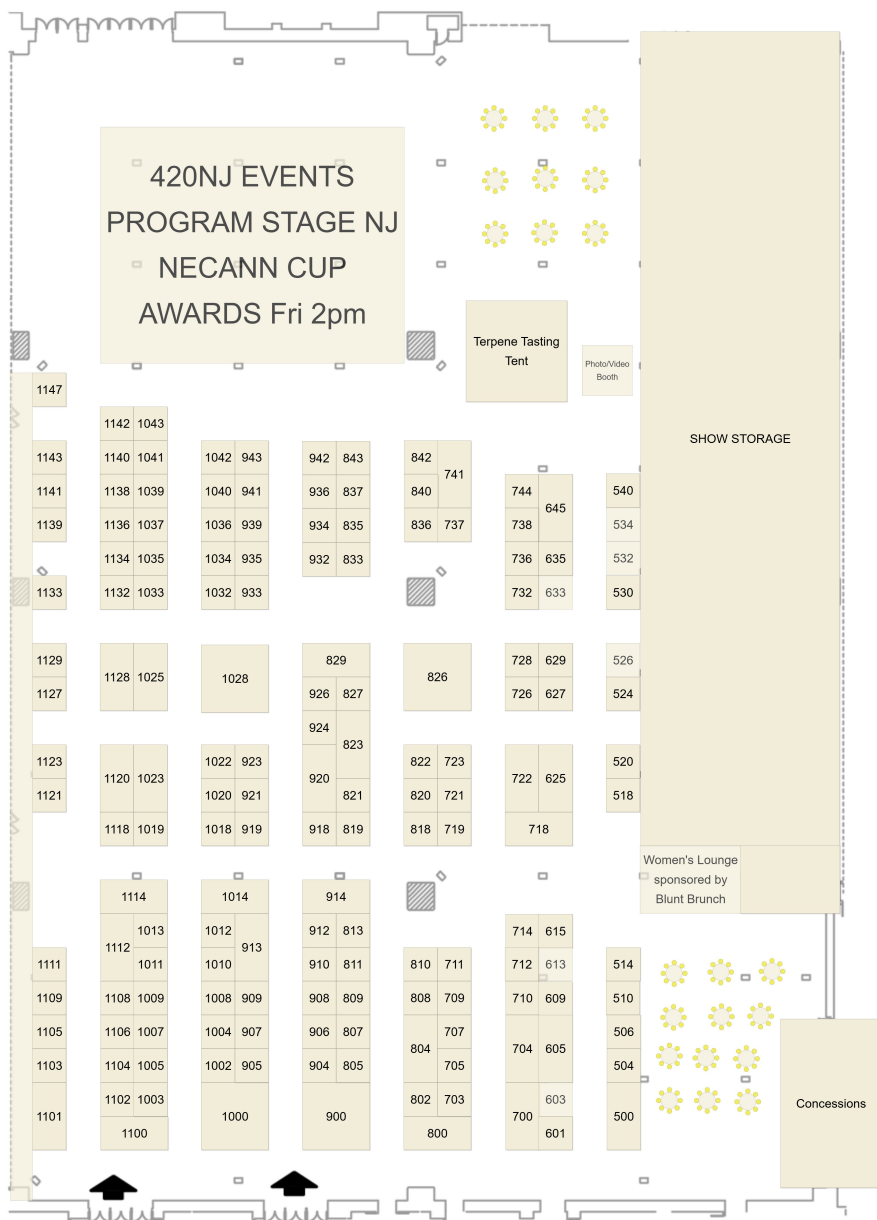 420NJ EVENTS
PROGRAM STAGE NJ
NECANN CUP
AWARDS Fri 2pm
Terpene Tasting
Tent
Photo/Video
Booth
SHOW STORAGE
1147
1142 1043
1143 1140 1041 1042 943 942 843 842
741
1141 1138 1039 1040 941 936 837 840 744 540
645
1139 1136 1037 1036 939 934 835 836 737 738 534
1134 1035 1034 935 932 833 736 635 532
1133 1132 1033 1032 933 732 633 530
1129 829 728 629 526
1128 1025 1028 826
1127 926 827 726 627 524
924
823
1123 1022 923 822 723 520
1120 1023 920 722 625
1121 1020 921 821 820 721 518
1118 1019 1018 919 918 819 818 719 718
Women's Lounge
sponsored by
Blunt Brunch
1114 1014 914
1013 1012 912 813 714 615
1112 913
1111 1011 1010 910 811 810 711 712 613 514
1109 1108 1009 1008 909 908 809 808 709 710 609 510
1105 1106 1007 1004 907 906 807 707 506
804 704 605
1103 1104 1005 1002 905 904 805 705 504
1102 1003 802 703 603
Concessions
1101 1000 900 700 500
1100 800 601